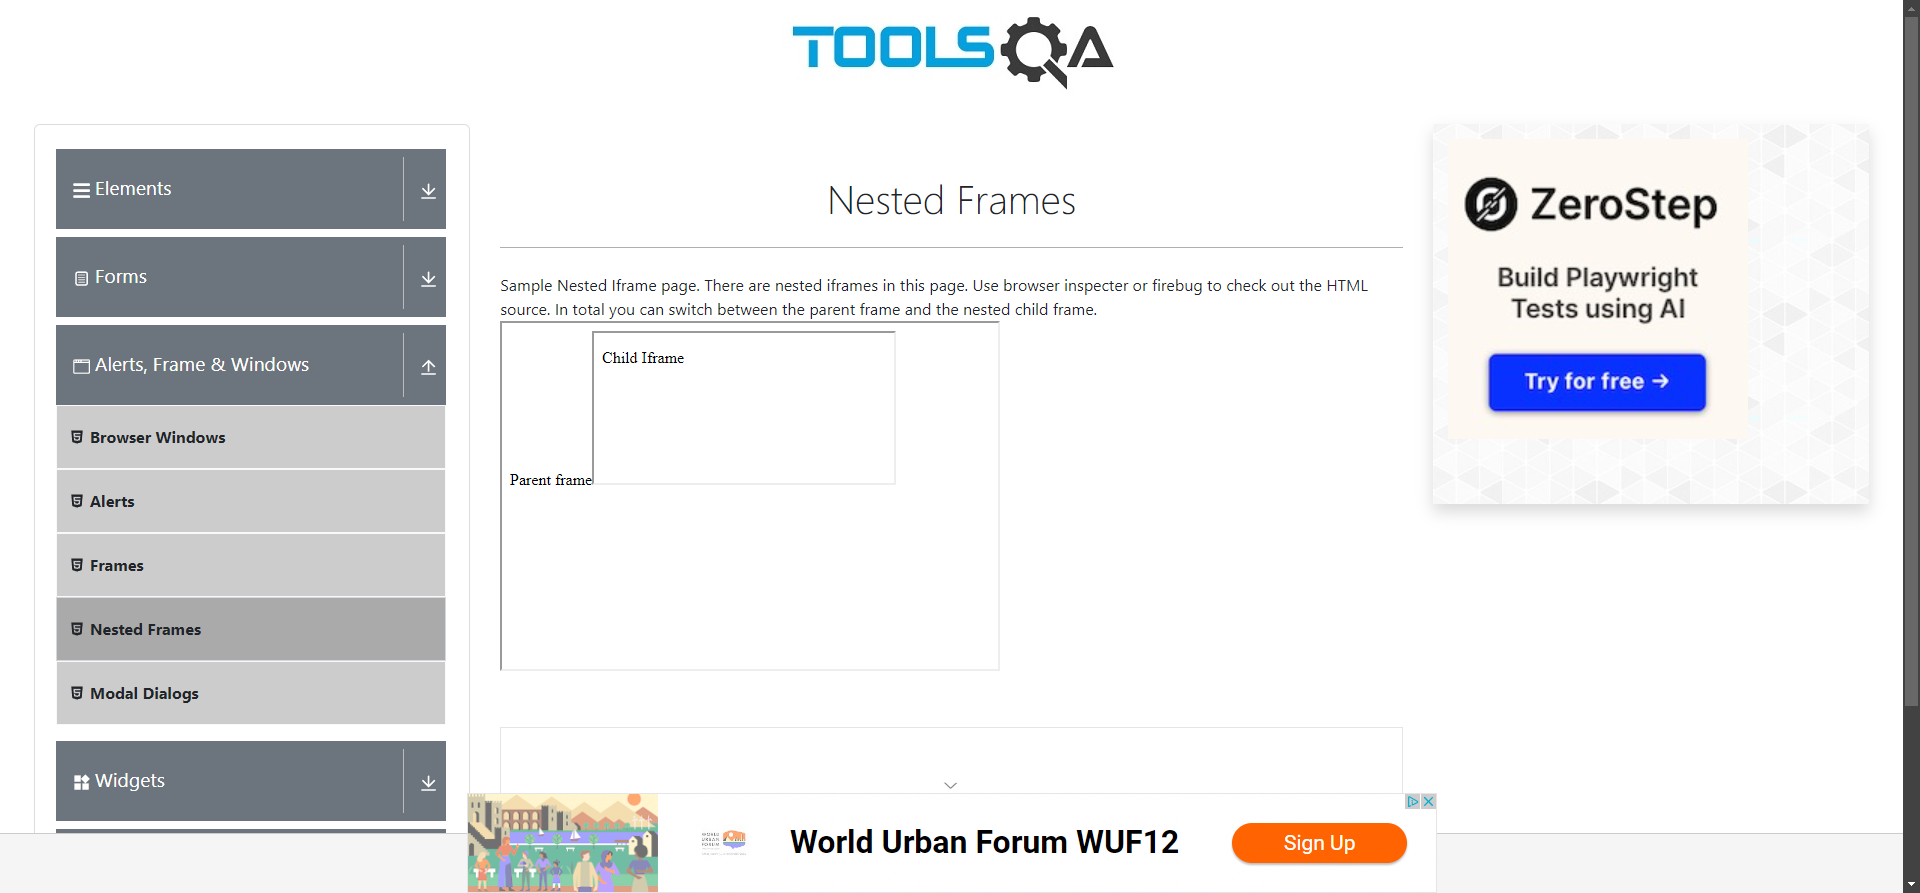 TOOLSQA
Elements
Forms
Alerts, Frame & Windows
Browser Windows
Alerts
Frames
Nested Frames
Modal Dialogs
Widgets
Nested Frames
Sample Nested Iframe page. There are nested iframes in this page. Use browser inspecter or firebug to check out the HTML
source. In total you can switch between the parent frame and the nested child frame.
Child Iframe
Parent frame
ZeroStep
Build Playwright
Tests using AI
Try for free →
World Urban Forum WUF12
Sign Up